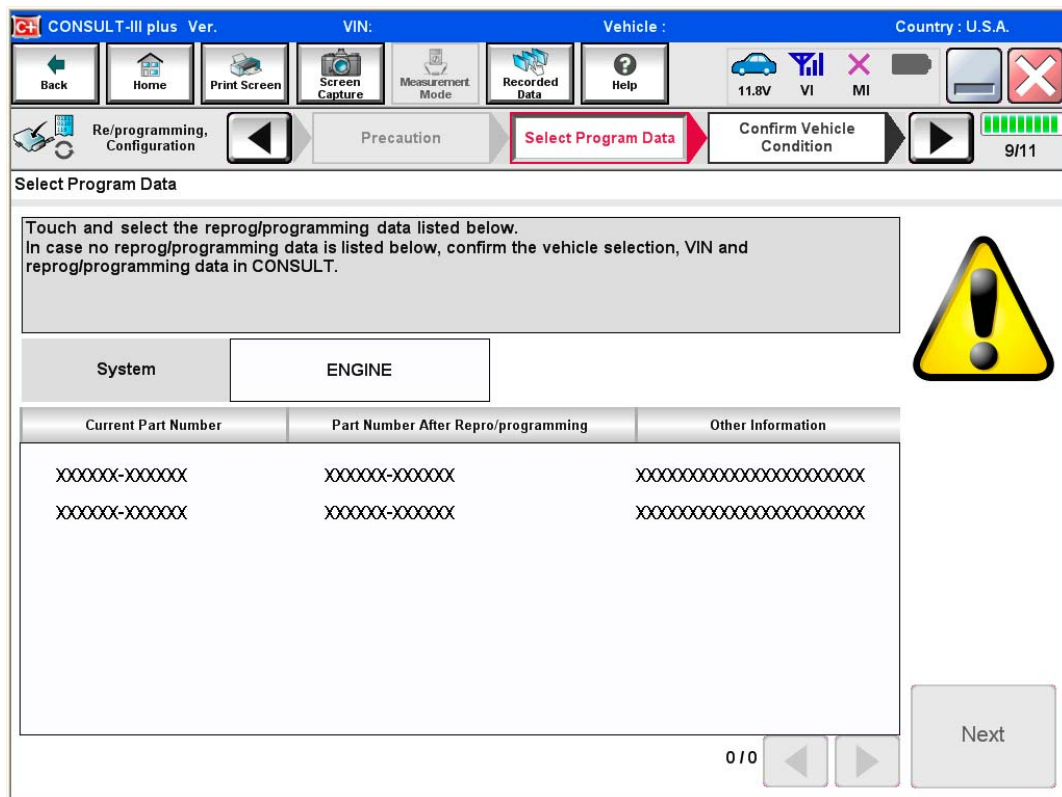 C+ CONSULT-III plus Ver. VIN: Vehicle : Country : U.S.A.
Back
Home
Print Screen
Screen
Capture
Measurement
Mode
Recorded
Data
Help
11.8V
VI
MI
Re/programming,
Configuration
Precaution
Select Program Data
Confirm Vehicle
Condition
9/11
Select Program Data
Touch and select the reprog/programming data listed below.
In case no reprog/programming data is listed below, confirm the vehicle selection, VIN and
reprog/programming data in CONSULT.
System
ENGINE
Current Part Number Part Number After Repro/programming Other Information
XXXXXX-XXXXXX XXXXXX-XXXXXX XXXXXXXXXXXXXXXXXXXXXX
XXXXXX-XXXXXX XXXXXX-XXXXXX XXXXXXXXXXXXXXXXXXXXXX
0/0
Next